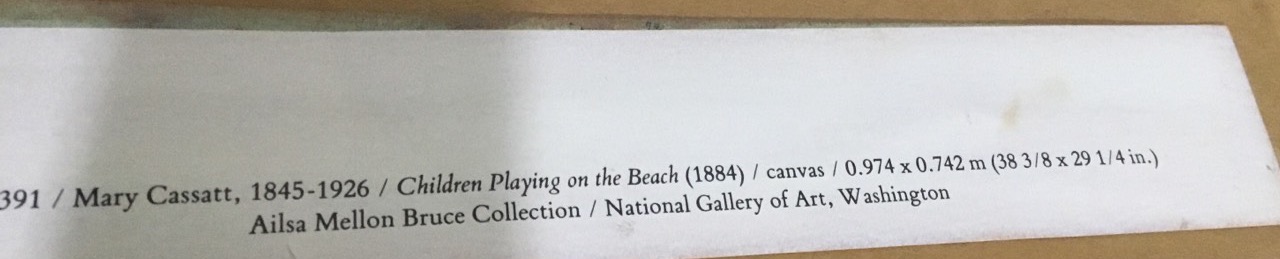 391 / Mary Cassatt, 1845-1926 / Children Playing on the Beach (1884) / canvas / 0.974 x 0.742 m (38 3/8 x 29 1/4 in.)
Ailsa Mellon Bruce Collection / National Gallery of Art, Washington